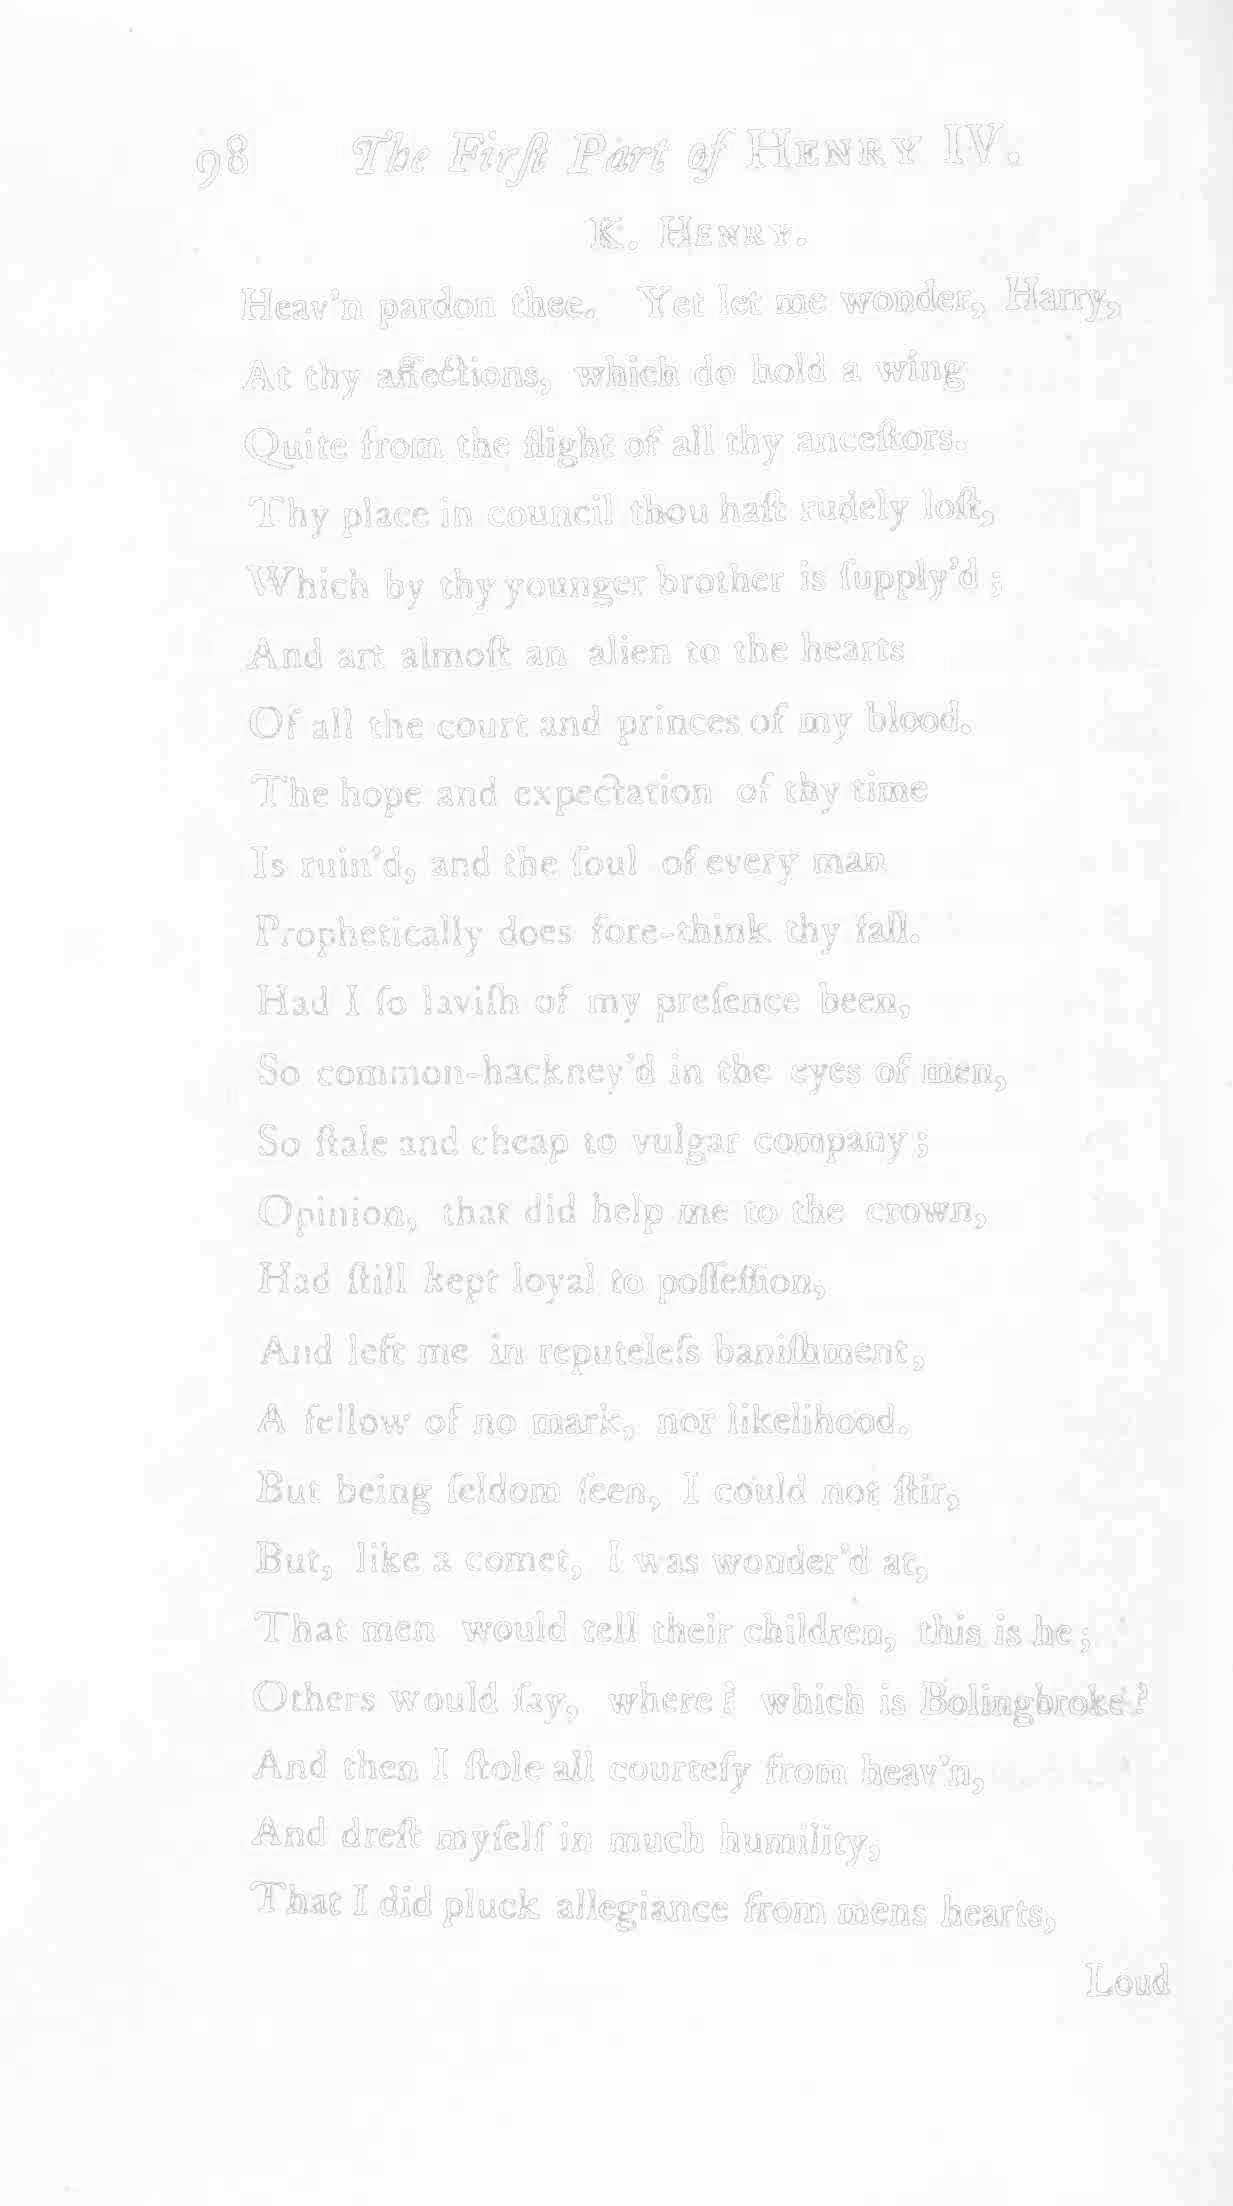 98 The Firſt Part of HENRY IV.
K. HENRY.
Heav'n pardon thee. Yet let me wonder, Harry,
At thy affections, which do hold a wing
Quite from the flight of all thy anceſtors.
Thy place in council thou haſt rudely loſt,
Which by thy younger brother is ſupply'd ;
And art almoſt an alien to the hearts
Of all the court and princes of my blood.
The hope and expectation of thy time
Is ruin'd, and the ſoul of every man
Prophetically does fore-think thy fall.
Had I ſo laviſh of my preſence been,
So common-hackney'd in the eyes of men,
So ſtale and cheap to vulgar company ;
Opinion, that did help me to the crown,
Had ſtill kept loyal to poſſeſſion,
And left me in reputeleſs baniſhment,
A fellow of no mark, nor likelihood.
But being ſeldom ſeen, I could not ſtir,
But, like a comet, I was wonder'd at,
That men would tell their children, this is he ;
Others would ſay, where ? which is Bolingbroke ?
And then I ſtole all courteſy from heav'n,
And dreſt myſelf in much humility,
That I did pluck allegiance from mens hearts,
Loud